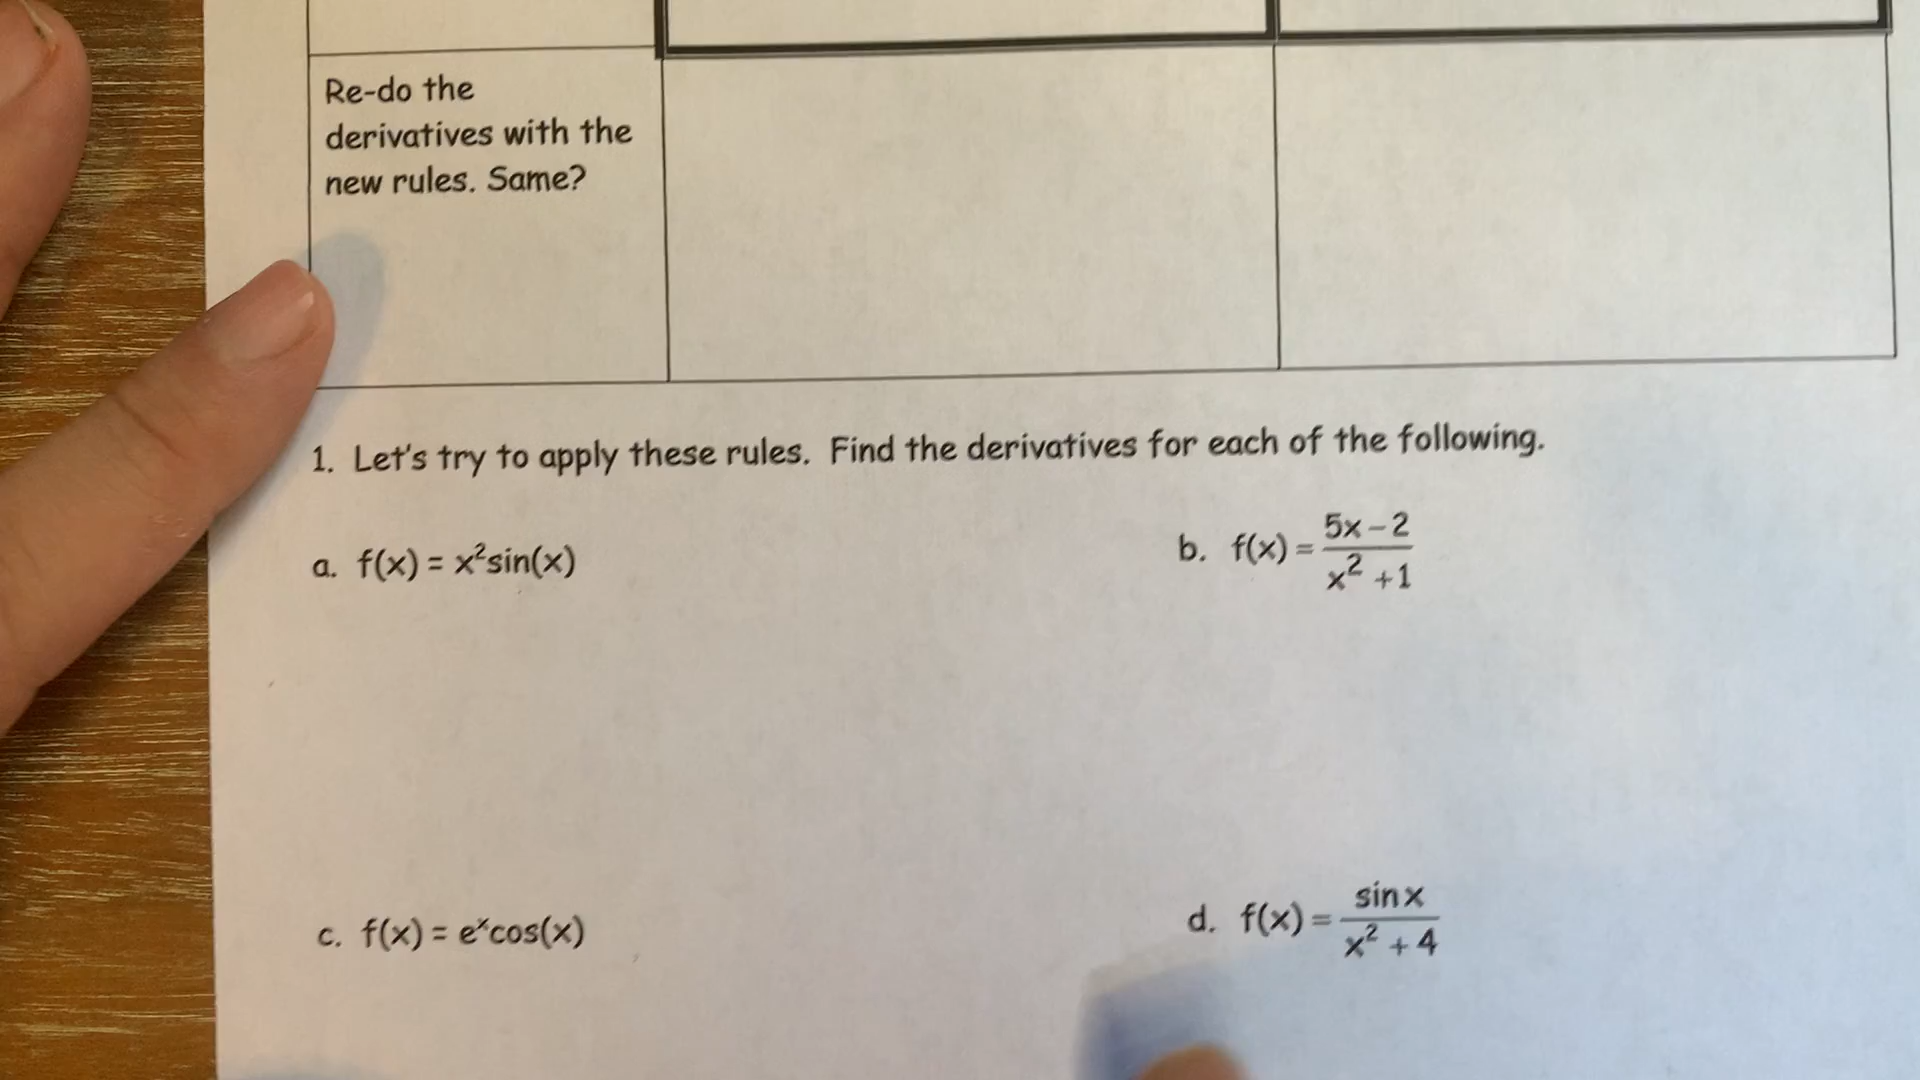 Re-do the
derivatives with the
new rules. Same?
1. Let's try to apply these rules. Find the derivatives for each of the following.
a. f(x) = x²sin(x)
b. f(x) = (5x − 2)/(x² + 1)
c. f(x) = eˣcos(x)
d. f(x) = (sin x)/(x² + 4)